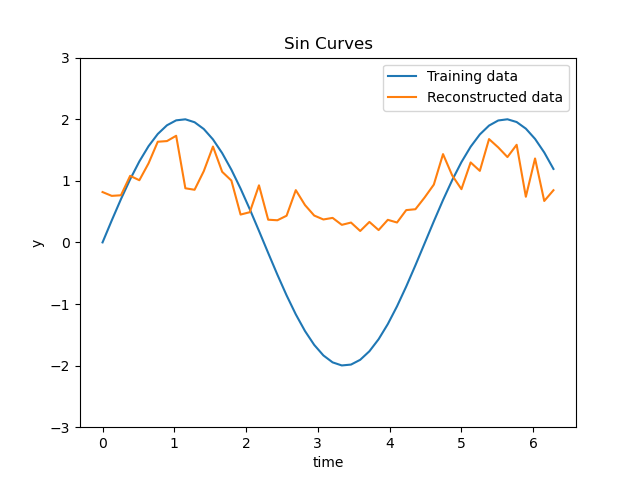 Sin Curves
Training data
Reconstructed data
3
2
1
0
−1
−2
−3
y
0 1 2 3 4 5 6
time